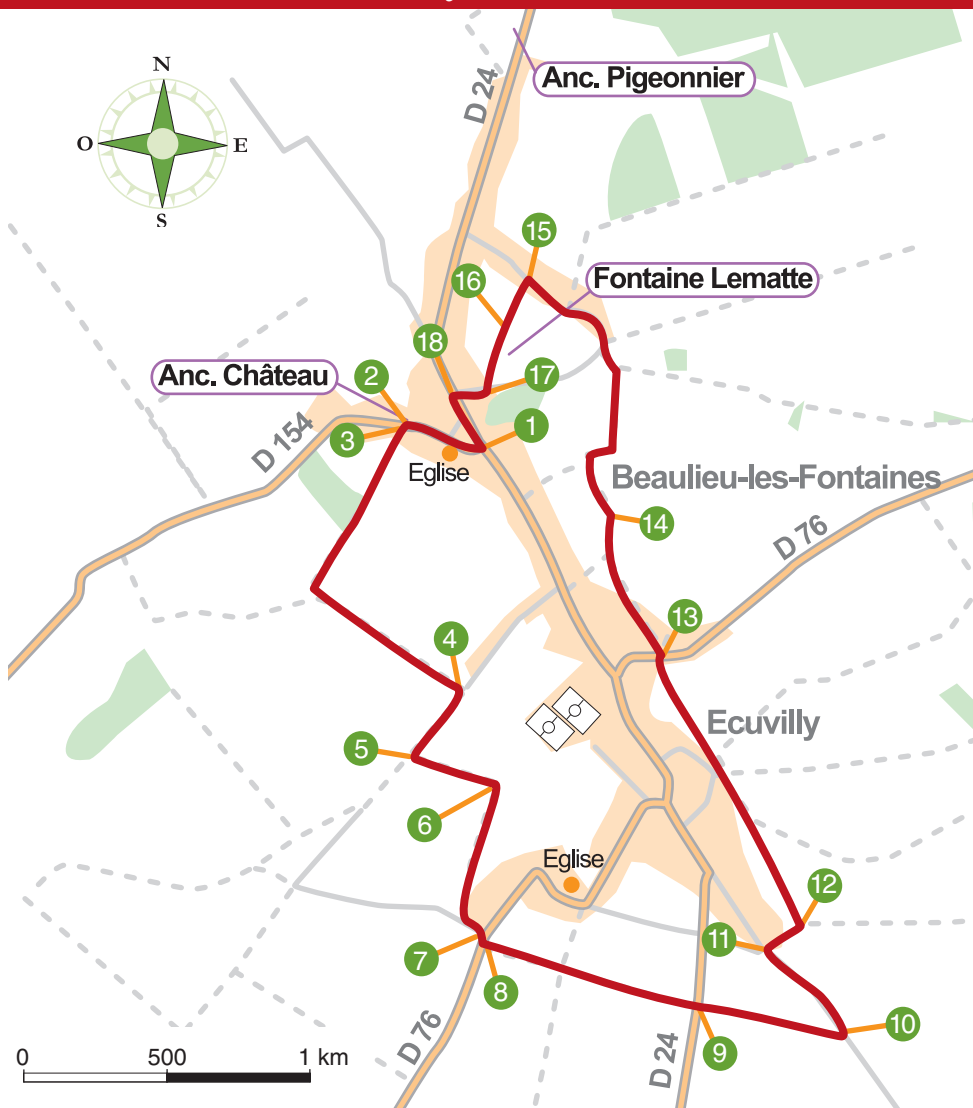 N
O
E
S
D 24
Anc. Pigeonnier
15
16
Fontaine Lematte
18
Anc. Château
2
17
3
1
D 154
Eglise
Beaulieu-les-Fontaines
14
D 76
13
4
Ecuvilly
5
6
Eglise
12
11
7
8
10
9
D 76
D 24
0
500
1 km